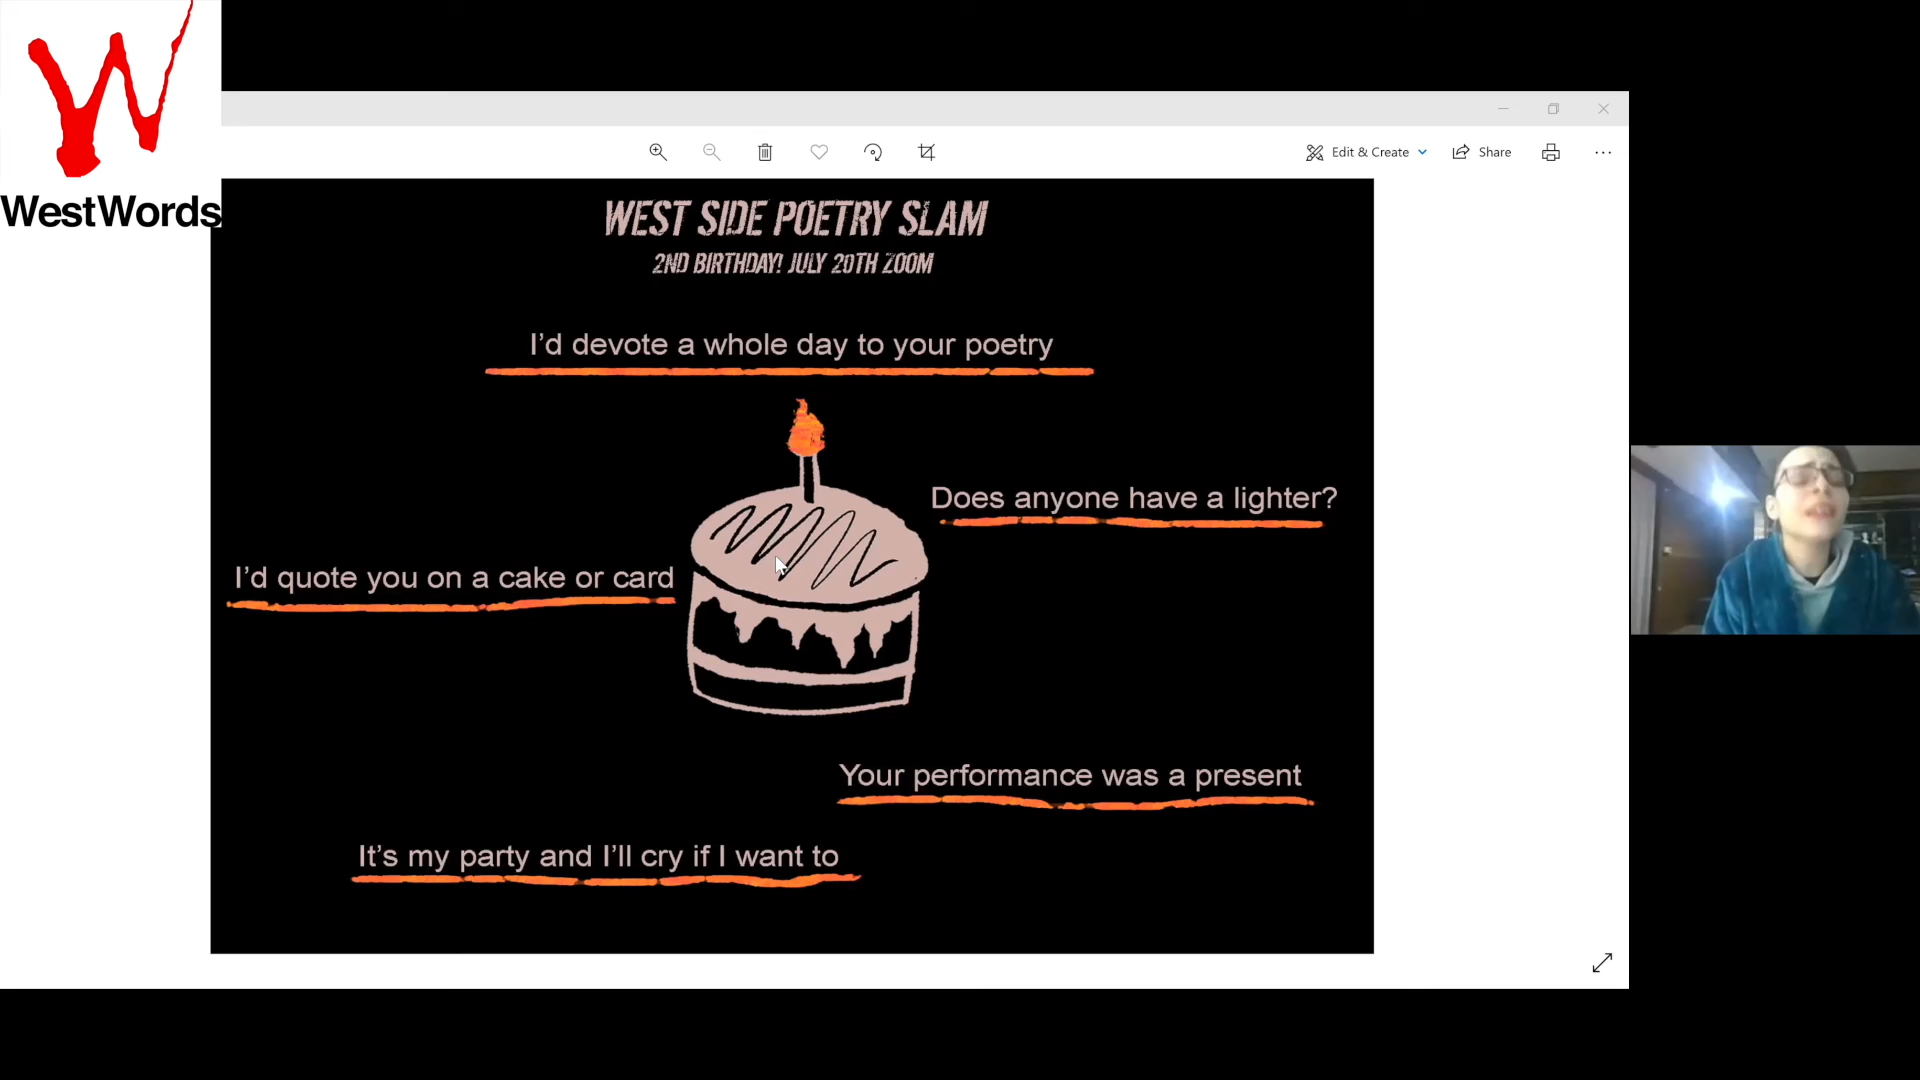 WestWords
Edit & Create
Share
WEST SIDE POETRY SLAM
2ND BIRTHDAY! JULY 20TH ZOOM
I'd devote a whole day to your poetry
Does anyone have a lighter?
I'd quote you on a cake or card
Your performance was a present
It's my party and I'll cry if I want to